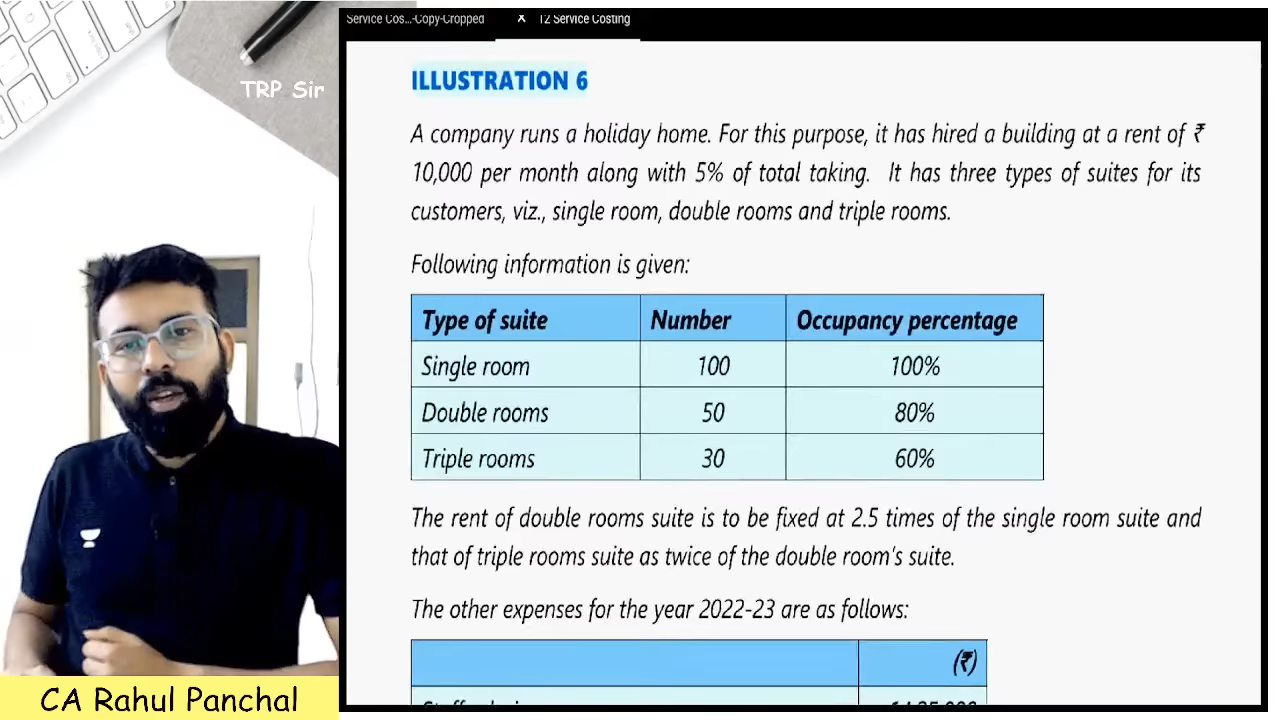 Service Cos...-Copy-Cropped
X 12 Service Costing
TRP Sir
ILLUSTRATION 6
A company runs a holiday home. For this purpose, it has hired a building at a rent of ₹
10,000 per month along with 5% of total taking. It has three types of suites for its
customers, viz., single room, double rooms and triple rooms.
Following information is given:
Type of suite Number Occupancy percentage
Single room 100 100%
Double rooms 50 80%
Triple rooms 30 60%
The rent of double rooms suite is to be fixed at 2.5 times of the single room suite and
that of triple rooms suite as twice of the double room's suite.
The other expenses for the year 2022-23 are as follows:
(₹)
CA Rahul Panchal